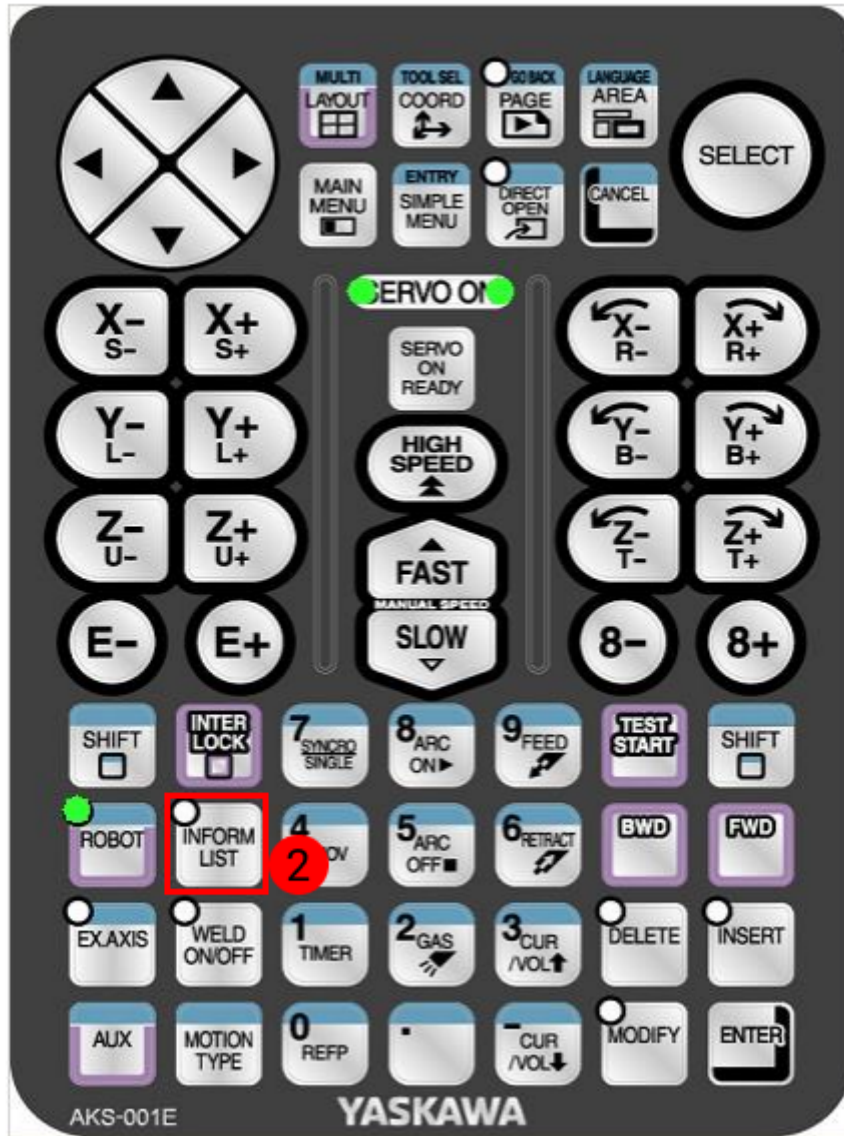 MULTI
LAYOUT
TOOL SEL
COORD
GO BACK
PAGE
LANGUAGE
AREA
SELECT
MAIN
MENU
ENTRY
SIMPLE
MENU
DIRECT
OPEN
CANCEL
SERVO ON
X-
S-
X+
S+
SERVO
ON
READY
X-
R-
X+
R+
Y-
L-
Y+
L+
HIGH
SPEED
Y-
B-
Y+
B+
Z-
U-
Z+
U+
FAST
MANUAL SPEED
SLOW
Z-
T-
Z+
T+
E-
E+
8-
8+
SHIFT
INTER
LOCK
7
SYNCRO
SINGLE
8
ARC
ON
9
FEED
TEST
START
SHIFT
ROBOT
INFORM
LIST
2
4
OV
5
ARC
OFF
6
RETRACT
BWD
FWD
EX.AXIS
WELD
ON/OFF
1
TIMER
2
GAS
3
CUR
/VOL
DELETE
INSERT
AUX
MOTION
TYPE
0
REFP
.
-
CUR
/VOL
MODIFY
ENTER
AKS-001E
YASKAWA